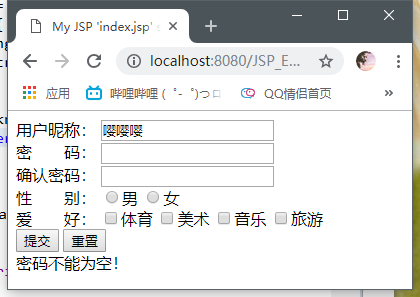 My JSP 'index.jsp' s
localhost:8080/JSP_E...
应用 哔哩哔哩 ( ゜- ゜)つロ QQ情侣首页 »
用户昵称: 嘤嘤嘤
密 码:
确认密码:
性 别: 男 女
爱 好: 体育 美术 音乐 旅游
提交 重置
密码不能为空!